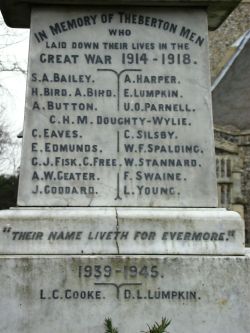 IN MEMORY OF THEBERTON MEN
WHO
LAID DOWN THEIR LIVES IN THE
GREAT WAR 1914-1918.
S.A. BAILEY. A. HARPER.
H. BIRD. A. BIRD. E. LUMPKIN.
A. BUTTON. U.O. PARNELL.
C.H.M. DOUGHTY-WYLIE.
C. EAVES. C. SILSBY.
E. EDMUNDS. W.F. SPALDING.
C.J. FISK. C. FREE. W. STANNARD.
A.W. GEATER. F. SWAINE.
J. GODDARD. L. YOUNG.
"THEIR NAME LIVETH FOR EVERMORE."
1939-1945.
L.C. COOKE. D.L. LUMPKIN.